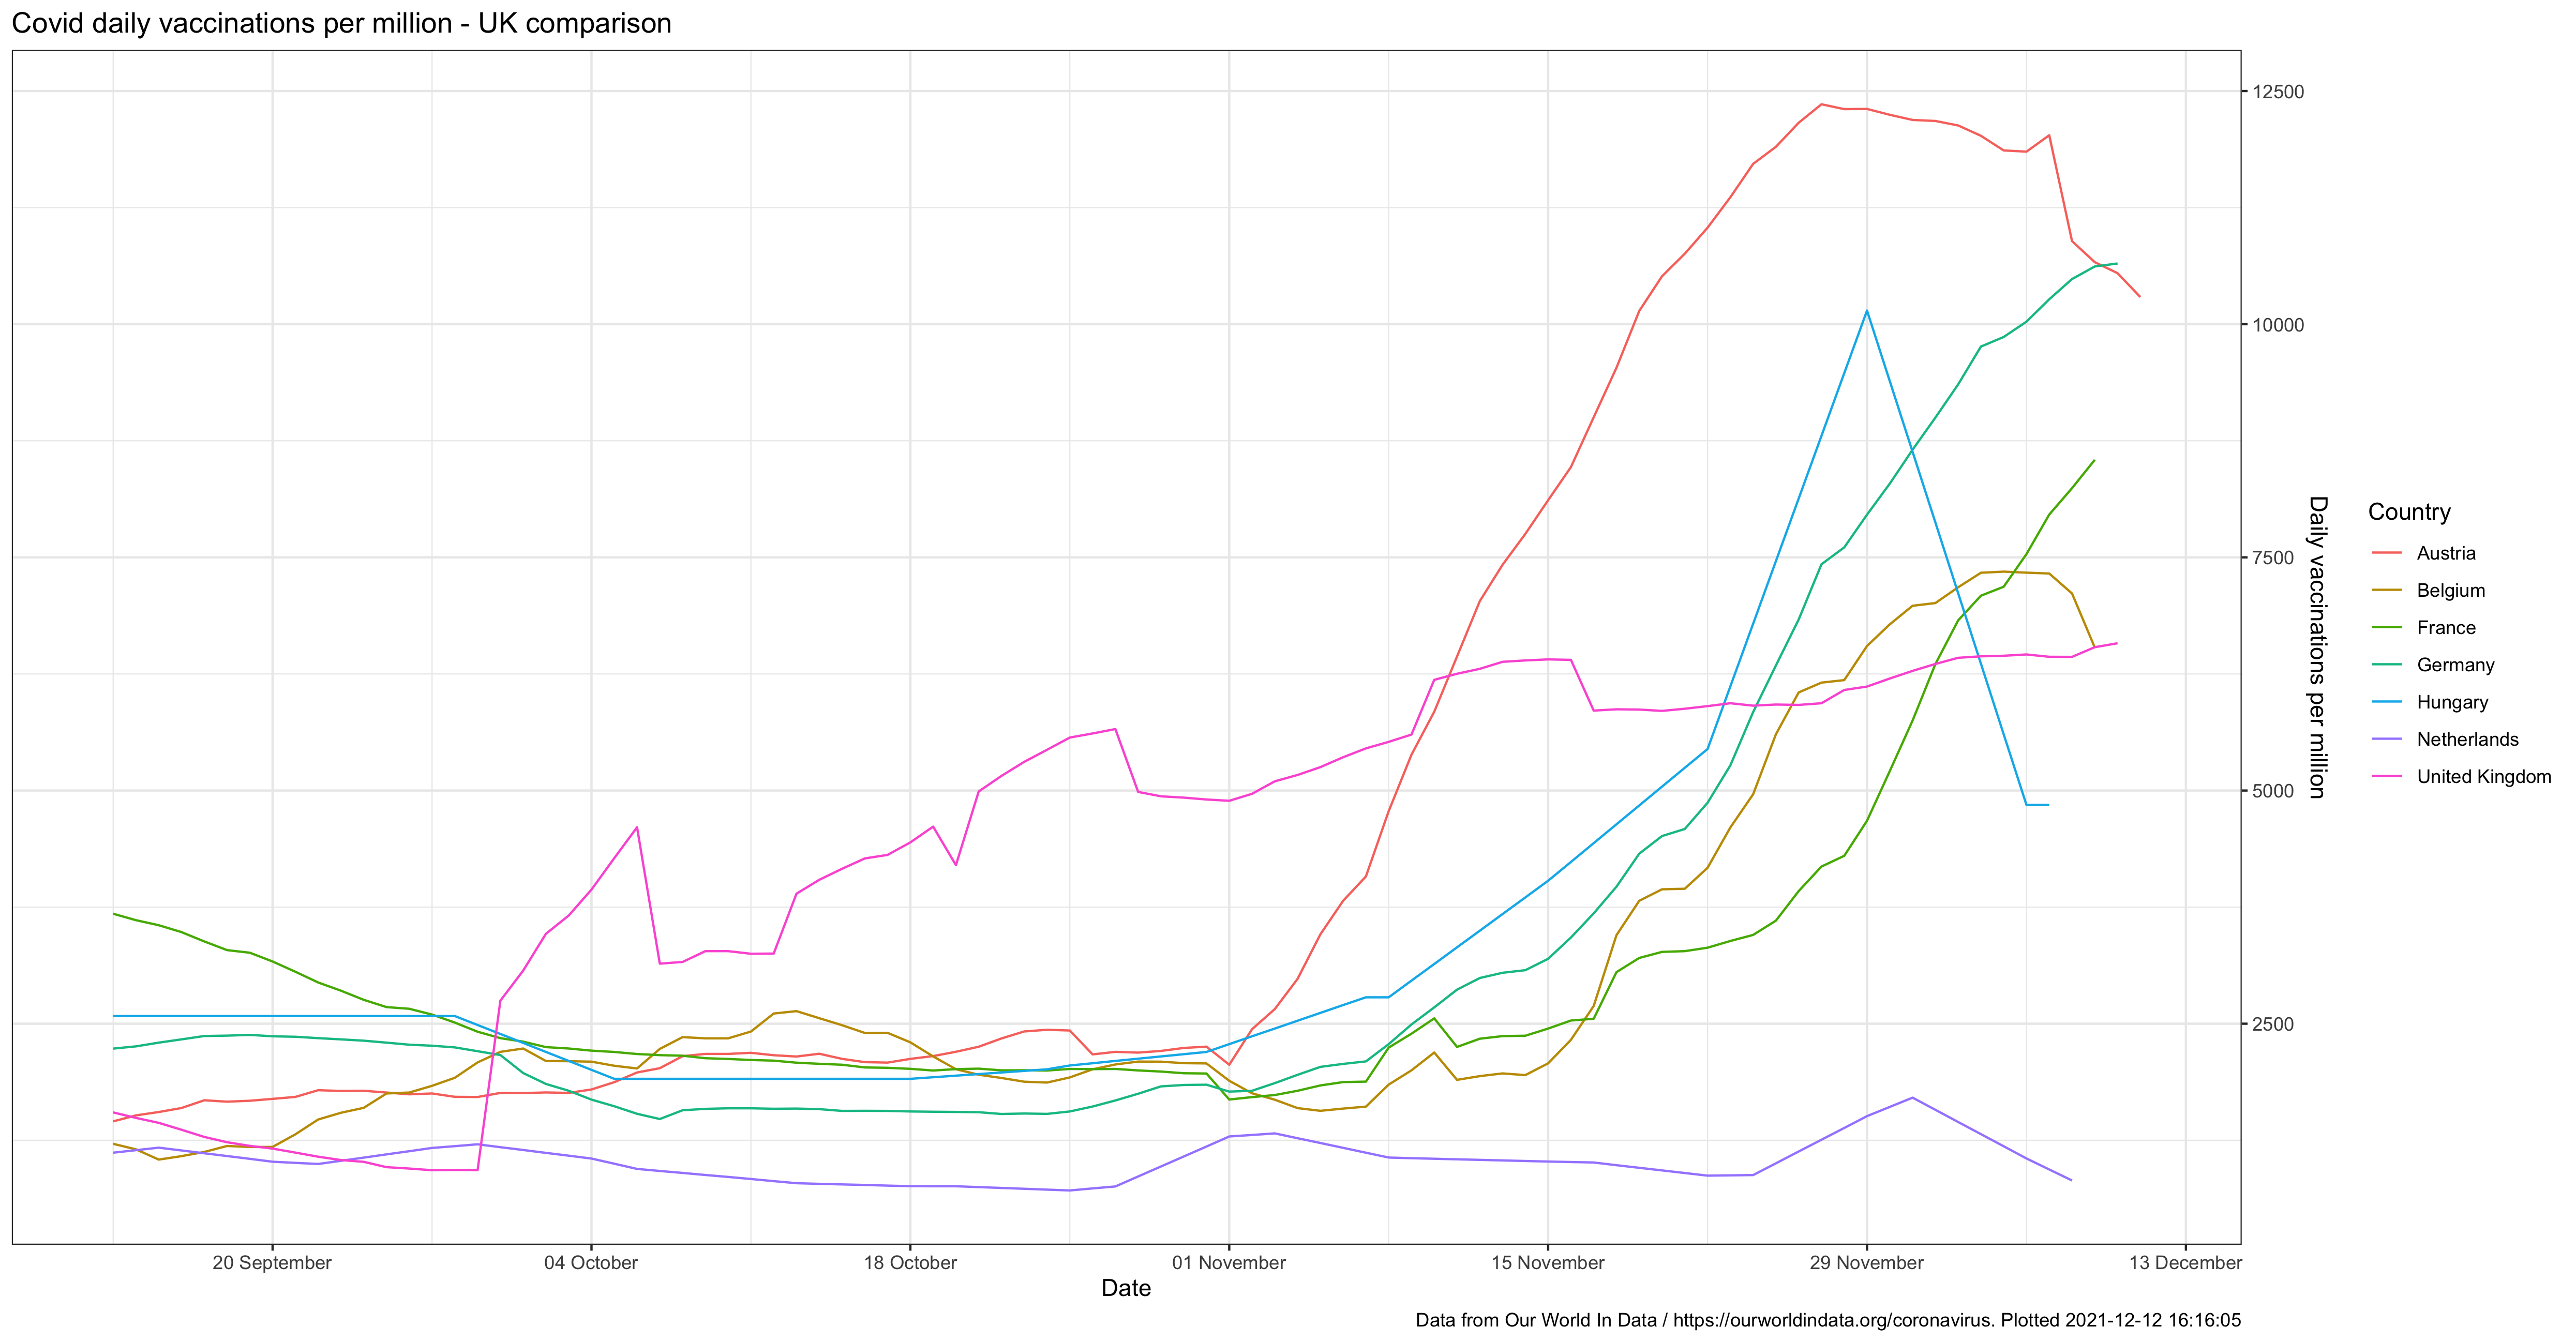 Covid daily vaccinations per million - UK comparison
12500
10000
7500
5000
2500
Daily vaccinations per million
Country
Austria
Belgium
France
Germany
Hungary
Netherlands
United Kingdom
20 September
04 October
18 October
01 November
15 November
29 November
13 December
Date
Data from Our World In Data / https://ourworldindata.org/coronavirus. Plotted 2021-12-12 16:16:05